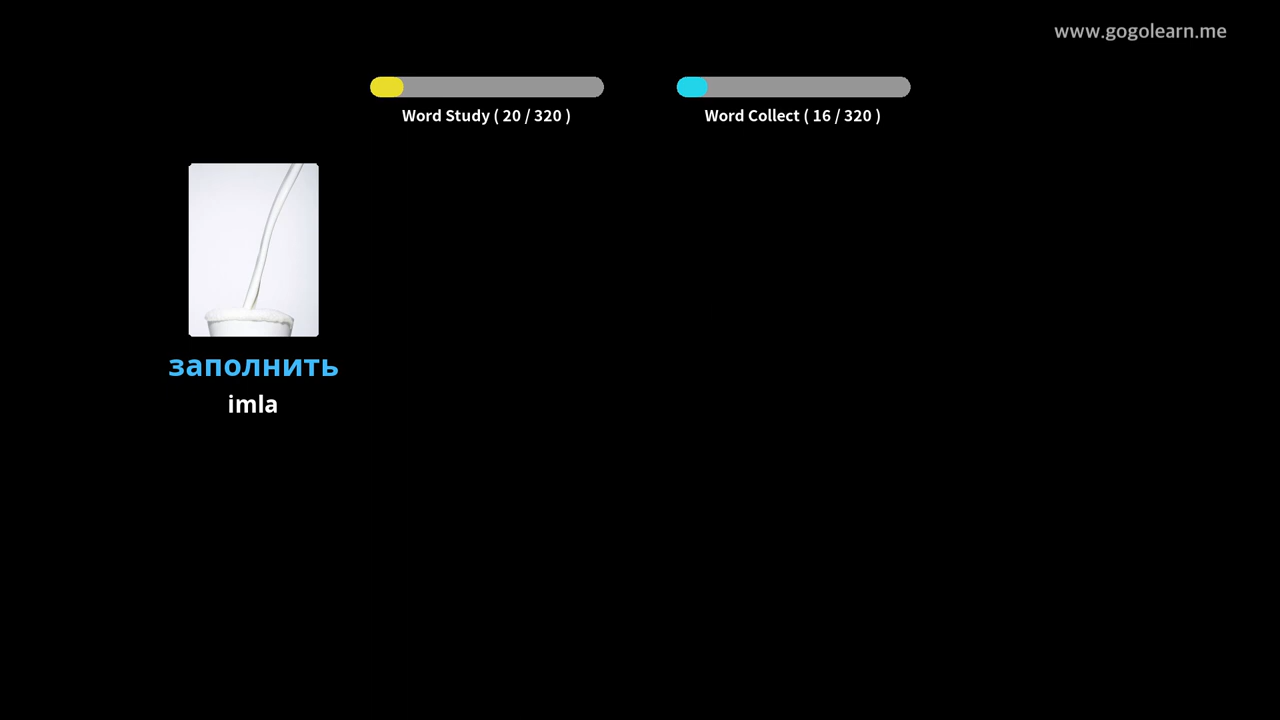 www.gogolearn.me
Word Study ( 20 / 320 )
Word Collect ( 16 / 320 )
заполнить
imla